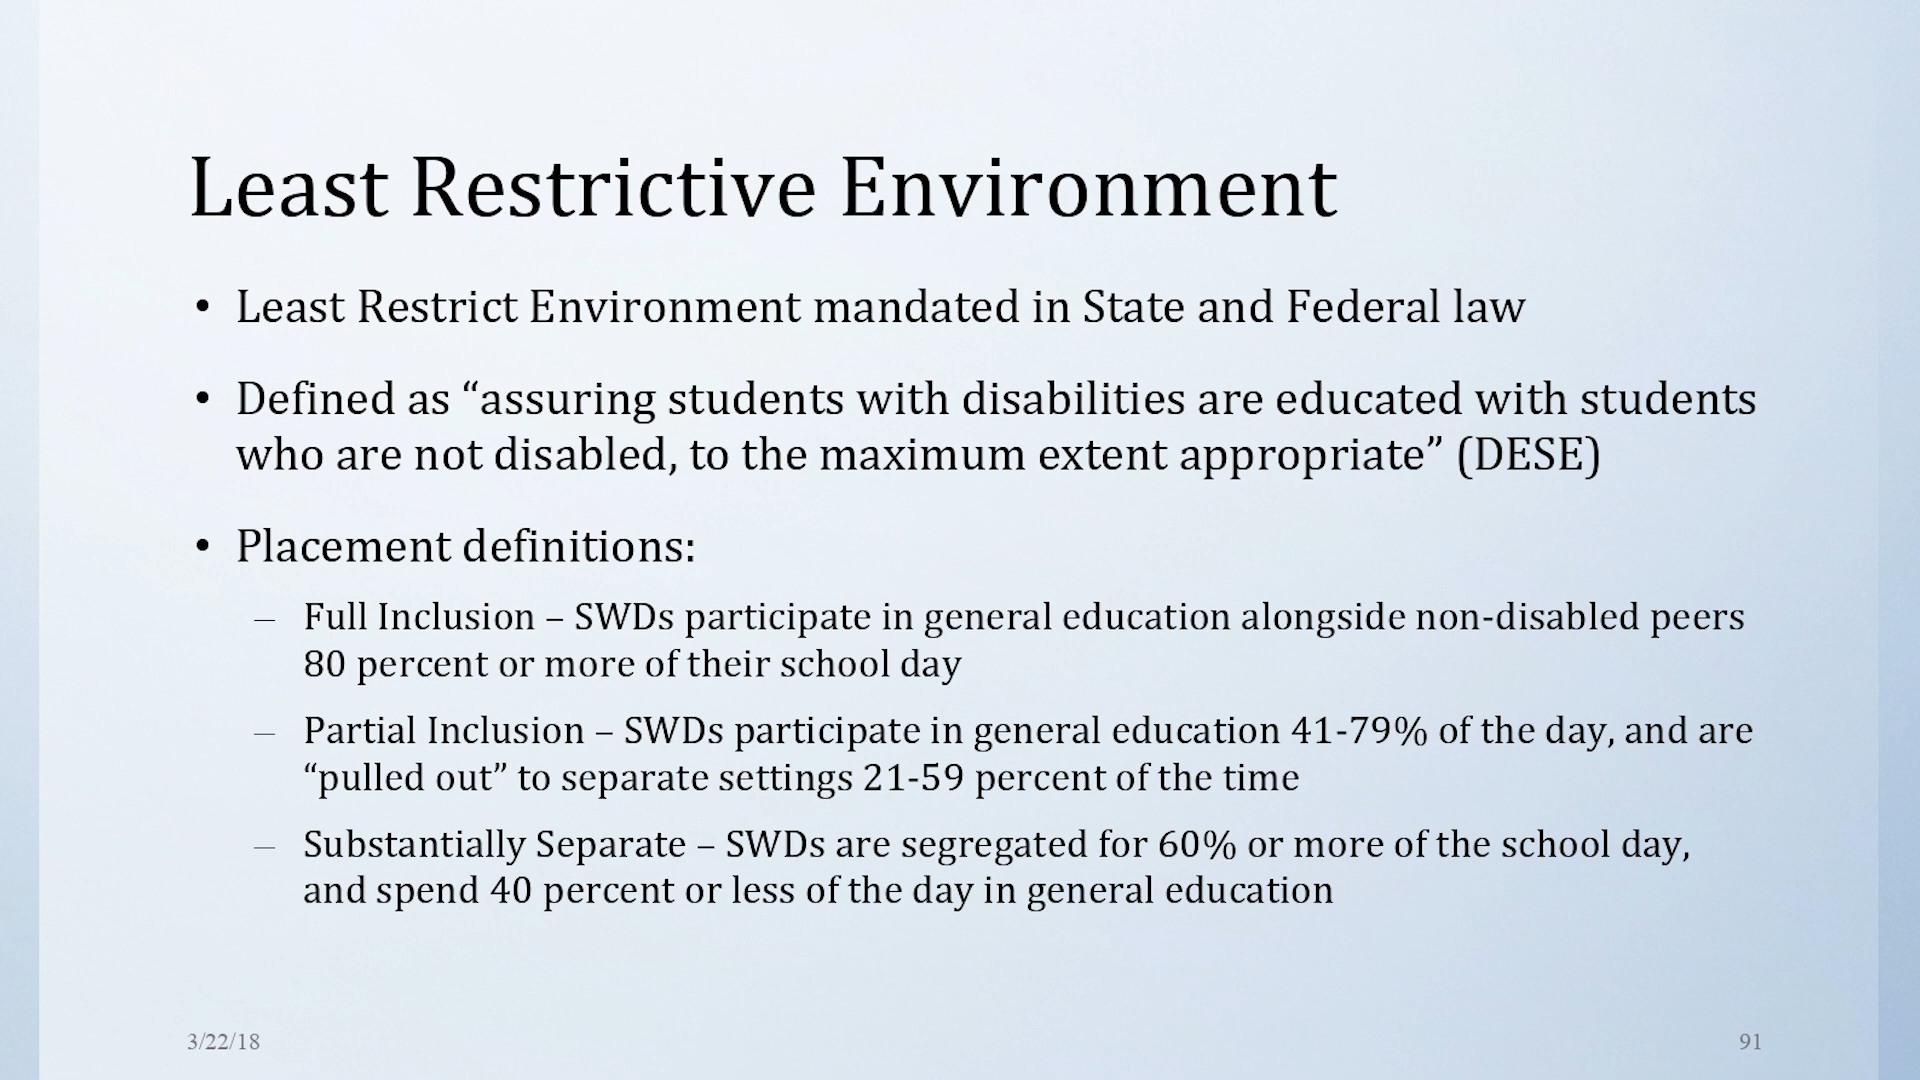 Least Restrictive Environment
• Least Restrict Environment mandated in State and Federal law
• Defined as “assuring students with disabilities are educated with students
who are not disabled, to the maximum extent appropriate” (DESE)
• Placement definitions:
– Full Inclusion – SWDs participate in general education alongside non-disabled peers
80 percent or more of their school day
– Partial Inclusion – SWDs participate in general education 41-79% of the day, and are
“pulled out” to separate settings 21-59 percent of the time
– Substantially Separate – SWDs are segregated for 60% or more of the school day,
and spend 40 percent or less of the day in general education
3/22/18
91